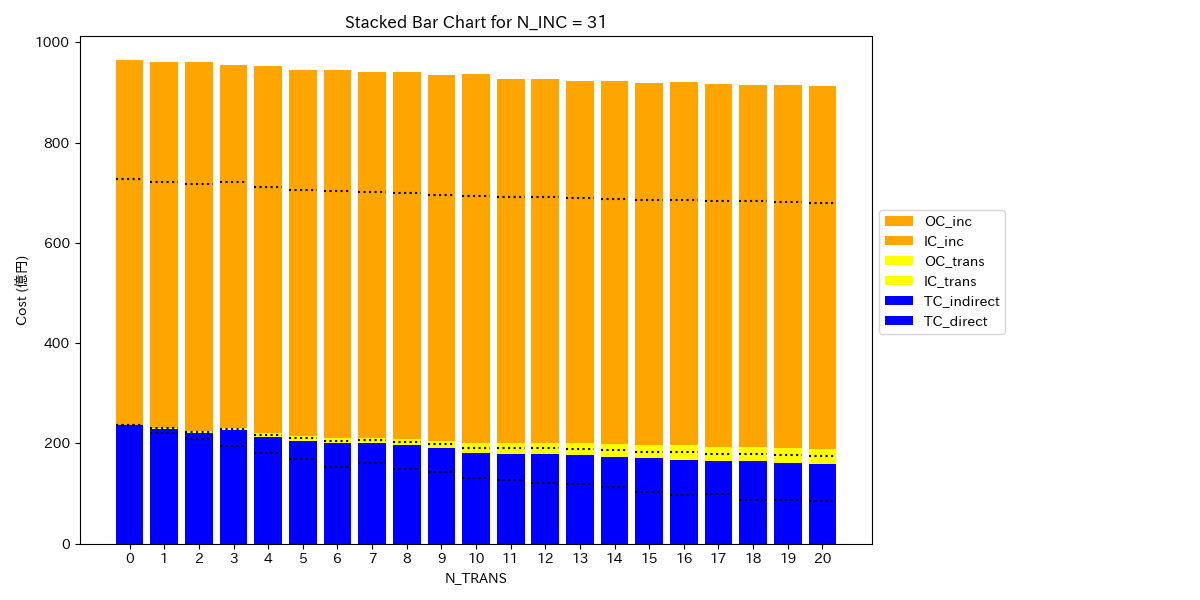 Stacked Bar Chart for N_INC = 31
1000
800
600
400
200
0
Cost (億円)
0 1 2 3 4 5 6 7 8 9 10 11 12 13 14 15 16 17 18 19 20
N_TRANS
OC_inc
IC_inc
OC_trans
IC_trans
TC_indirect
TC_direct